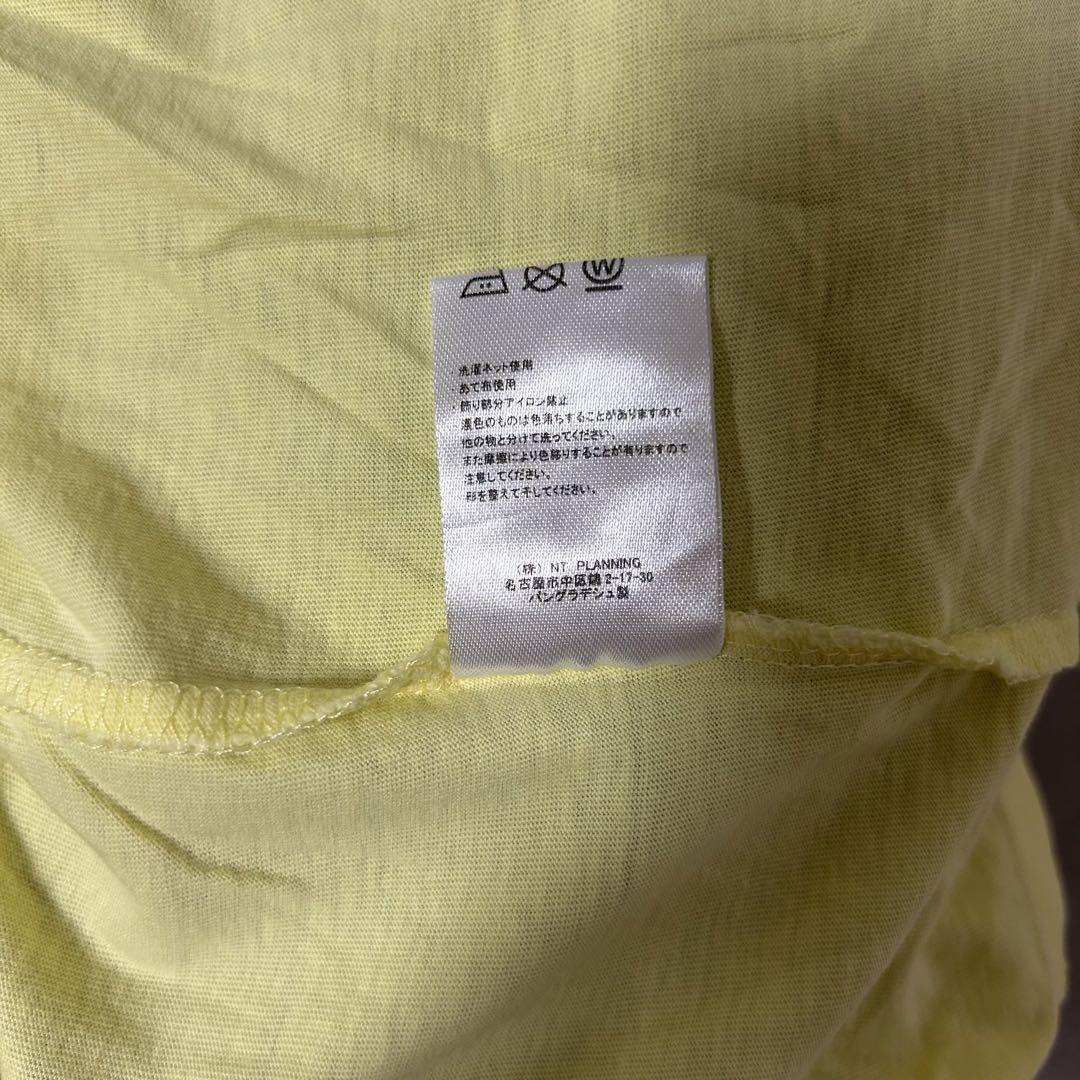 W
・洗濯ネット使用
・あて布使用
・飾り部分アイロン禁止
濃色のものは色落ちすることがありますので
他の物と分けて洗ってください。
また摩擦により色移りすることが有りますので
注意してください。
形を整えて干してください。
(株) NT PLANNING
名古屋市中区錦2-17-30
バングラデシュ製